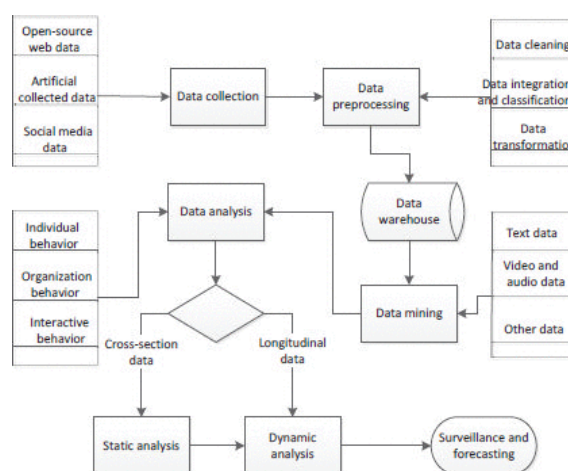 Open-source
web data
Artificial
collected data
Social media
data
Data collection
Data
preprocessing
Data cleaning
Data integration
and classification
Data
transformation
Data
warehouse
Data analysis
Individual
behavior
Organization
behavior
Interactive
behavior
Text data
Video and
audio data
Other data
Data mining
Cross-section
data
Longitudinal
data
Static analysis
Dynamic
analysis
Surveillance and
forecasting